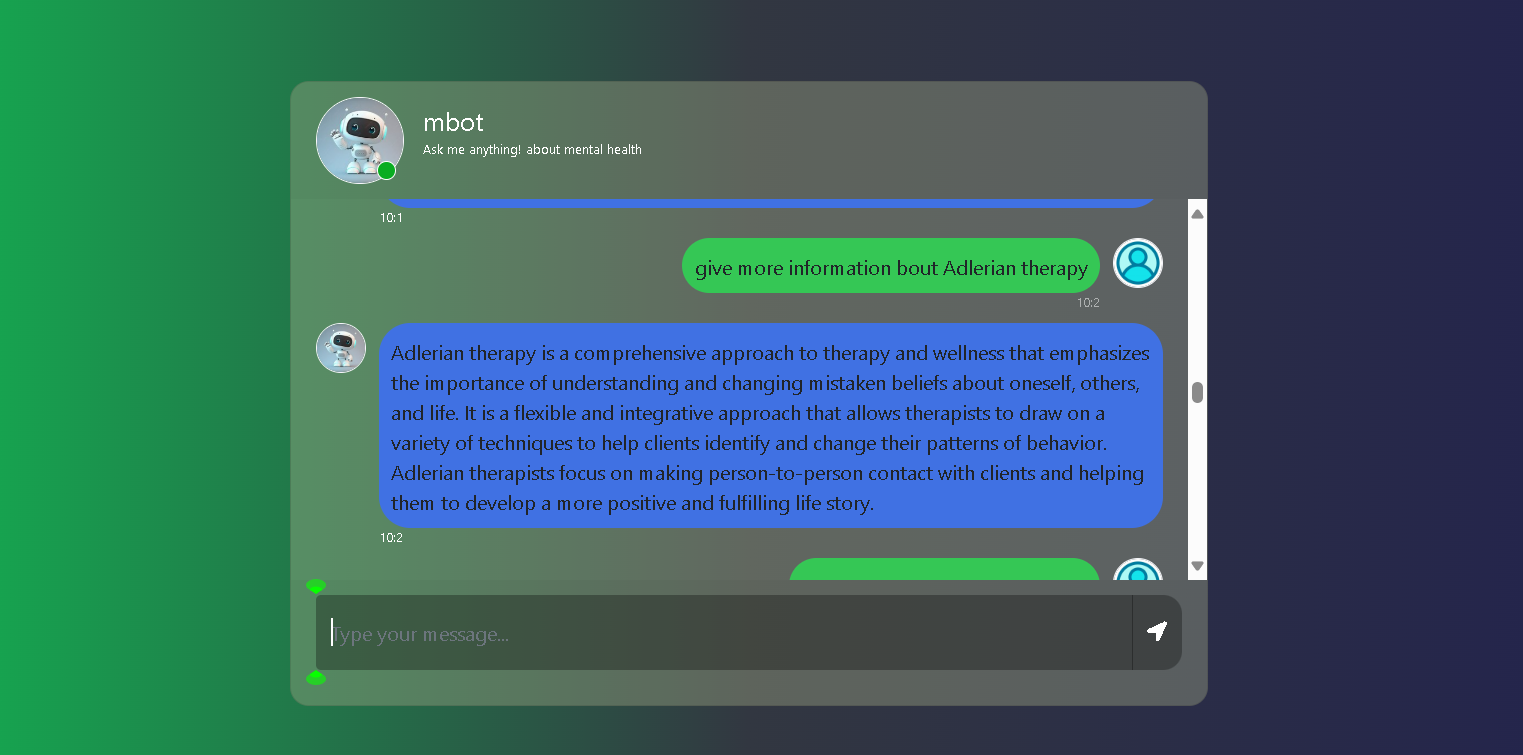 mbot
Ask me anything! about mental health
10:1
give more information bout Adlerian therapy
10:2
Adlerian therapy is a comprehensive approach to therapy and wellness that emphasizes
the importance of understanding and changing mistaken beliefs about oneself, others,
and life. It is a flexible and integrative approach that allows therapists to draw on a
variety of techniques to help clients identify and change their patterns of behavior.
Adlerian therapists focus on making person-to-person contact with clients and helping
them to develop a more positive and fulfilling life story.
10:2
Type your message...